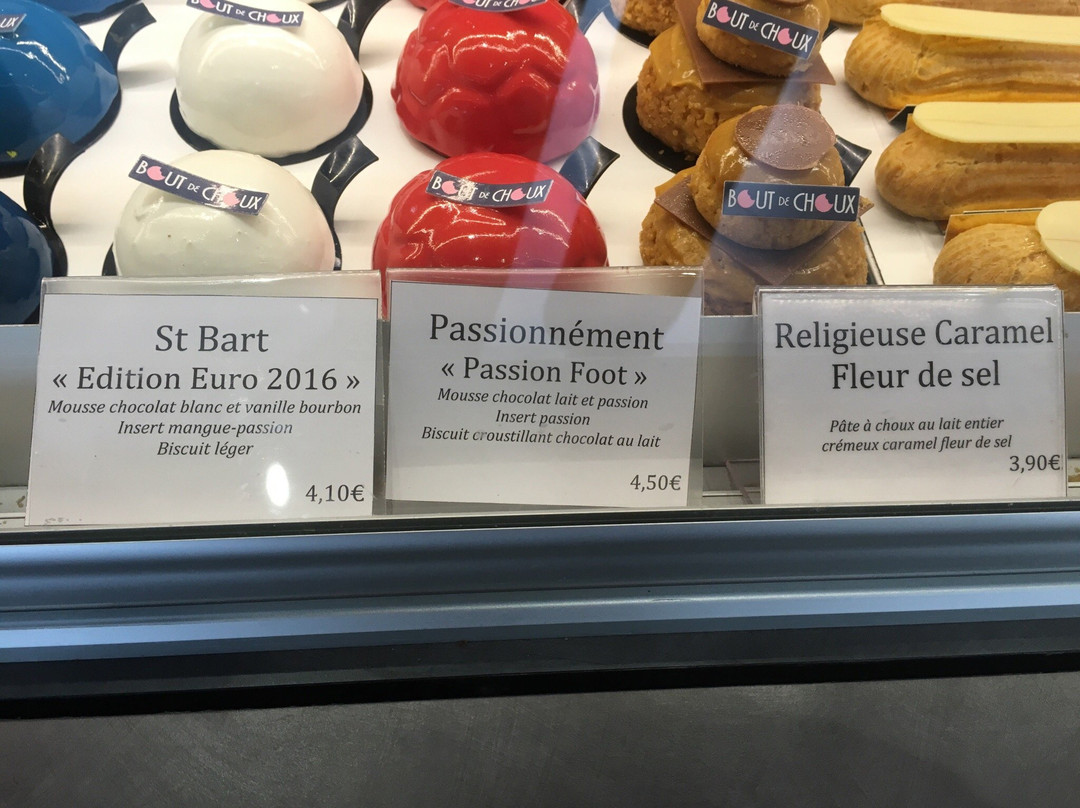 UX
BOUT DE CHOUX
BOUT DE CHOUX
BOUT DE CHOUX
BOUT DE CHOUX
BOUT DE CHOUX
BOUT DE CHOUX
St Bart
« Edition Euro 2016 »
Mousse chocolat blanc et vanille bourbon
Insert mangue-passion
Biscuit léger
4,10€
Passionnément
« Passion Foot »
Mousse chocolat lait et passion
Insert passion
Biscuit croustillant chocolat au lait
4,50€
Religieuse Caramel
Fleur de sel
Pâte à choux au lait entier
crémeux caramel fleur de sel
3,90€